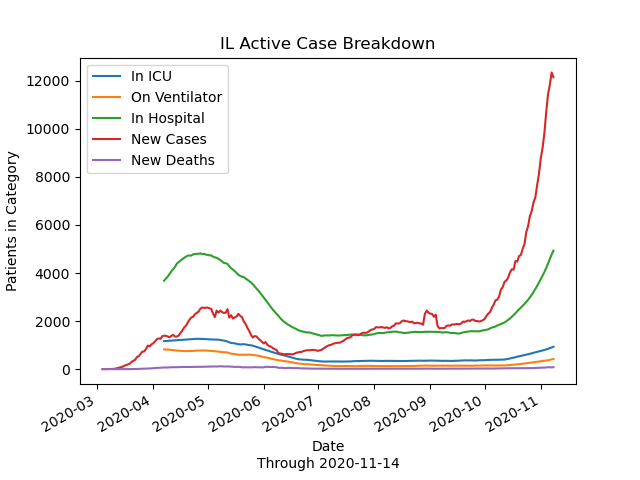 IL Active Case Breakdown
In ICU
On Ventilator
In Hospital
New Cases
New Deaths
Patients in Category
12000
10000
8000
6000
4000
2000
0
2020-03
2020-04
2020-05
2020-06
2020-07
2020-08
2020-09
2020-10
2020-11
Date
Through 2020-11-14